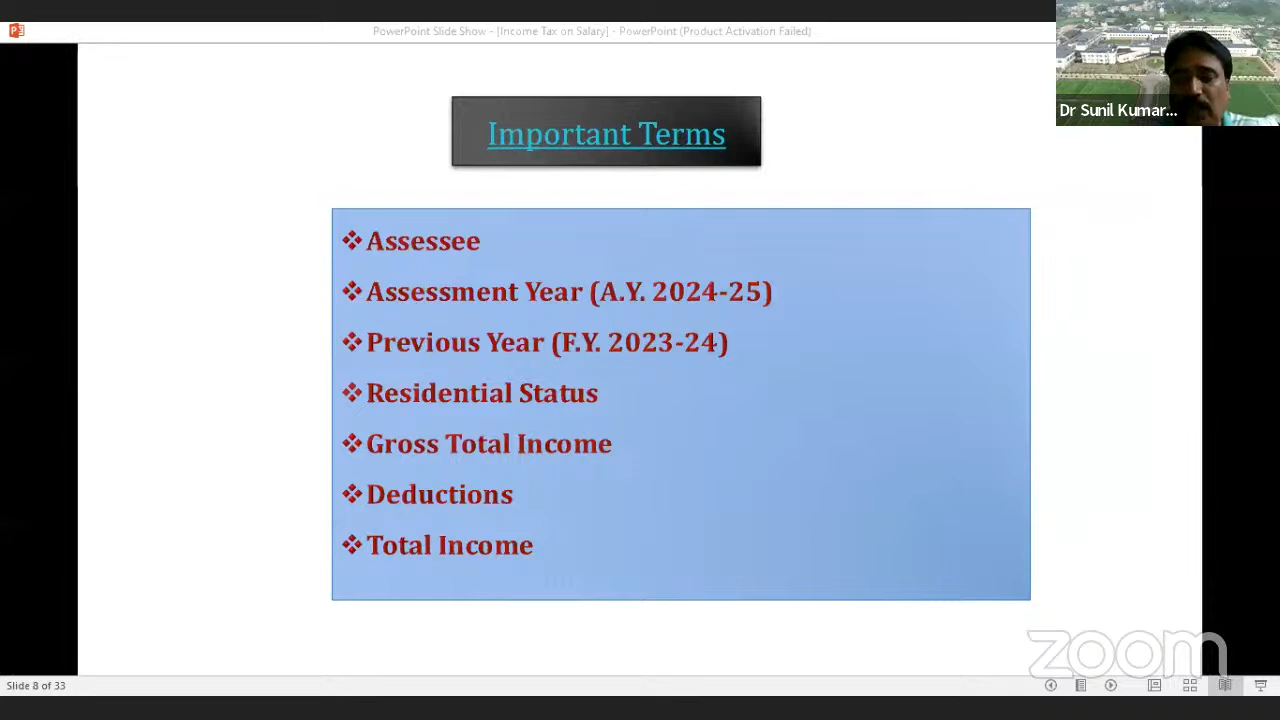 PowerPoint Slide Show - [Income Tax on Salary] - PowerPoint (Product Activation Failed)
Dr Sunil Kumar...
Important Terms
❖Assessee
❖Assessment Year (A.Y. 2024-25)
❖Previous Year (F.Y. 2023-24)
❖Residential Status
❖Gross Total Income
❖Deductions
❖Total Income
zoom
Slide 8 of 33